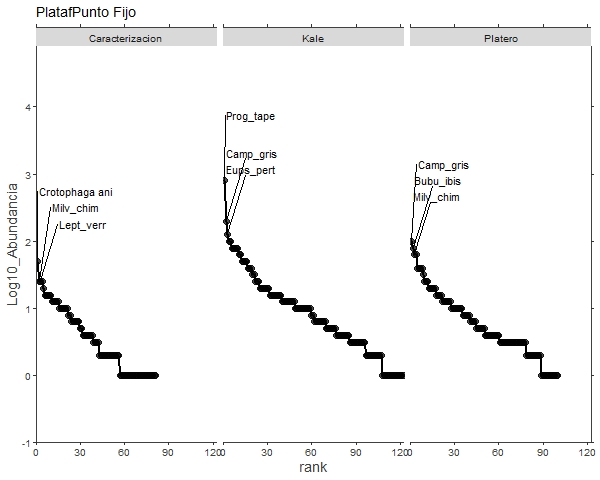 PlatafPunto Fijo
Caracterizacion Kale Platero
4
3
2
1
0
-1
Log10_Abundancia
Crotophaga ani
Milv_chim
Lept_verr
Prog_tape
Camp_gris
Eups_pert
Camp_gris
Bubu_ibis
Milv_chim
0 30 60 90 120 0 30 60 90 120 0 30 60 90 120
rank